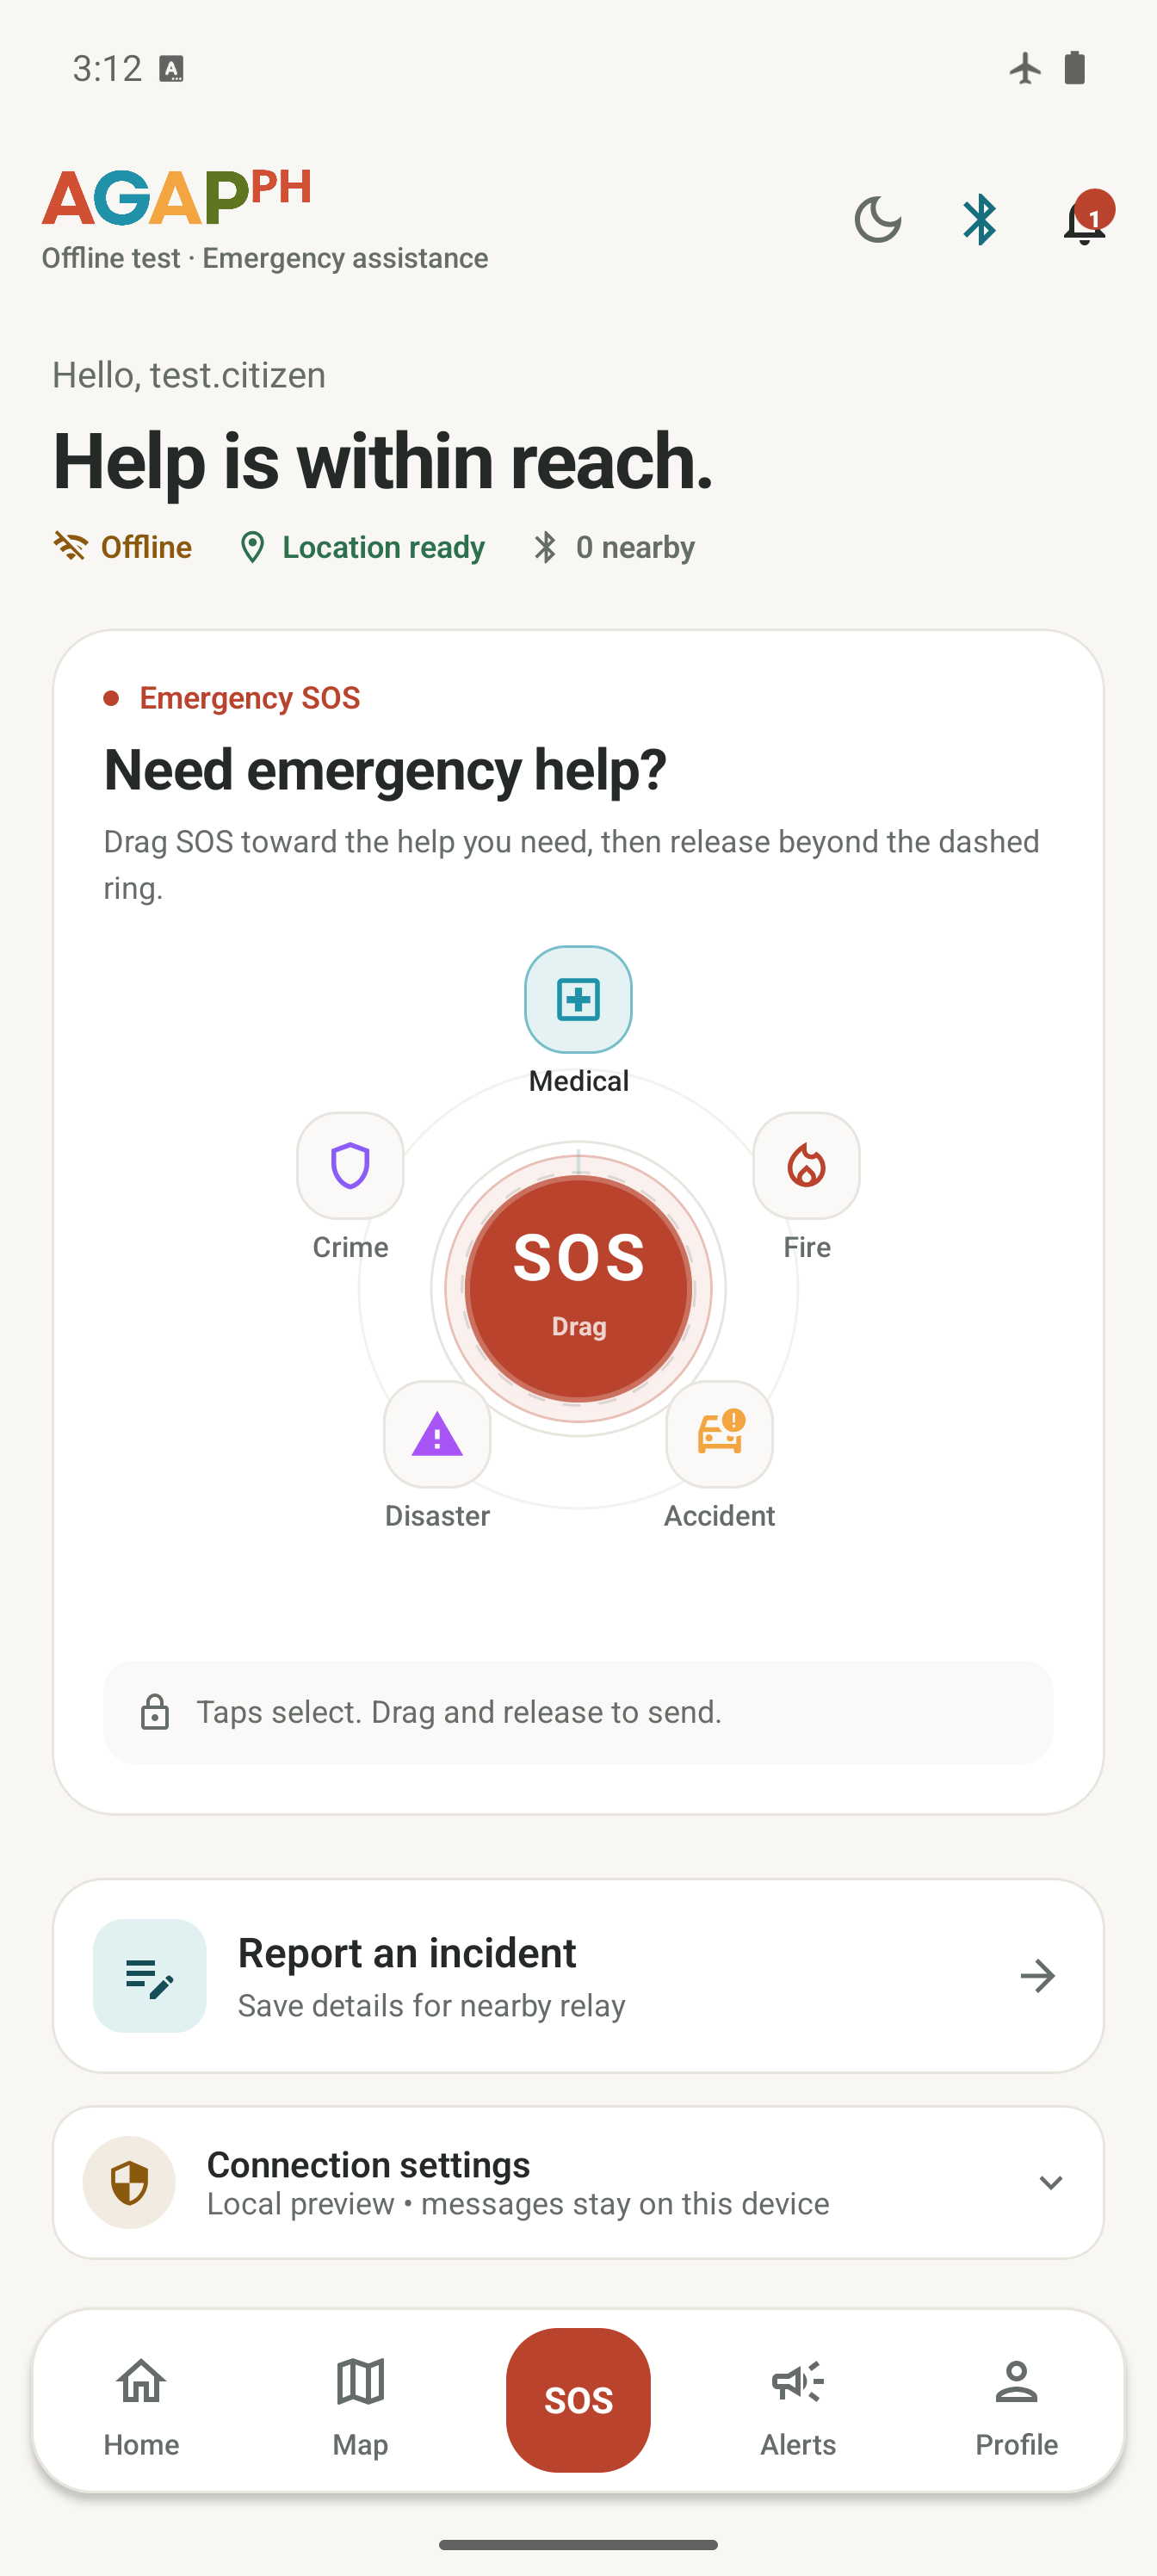 3:12
A
AGAPPH
Offline test · Emergency assistance
1
Hello, test.citizen
Help is within reach.
Offline
Location ready
0 nearby
Emergency SOS
Need emergency help?
Drag SOS toward the help you need, then release beyond the dashed
ring.
Medical
Crime
Fire
SOS
Drag
Disaster
Accident
Taps select. Drag and release to send.
Report an incident
Save details for nearby relay
Connection settings
Local preview • messages stay on this device
Home
Map
SOS
Alerts
Profile